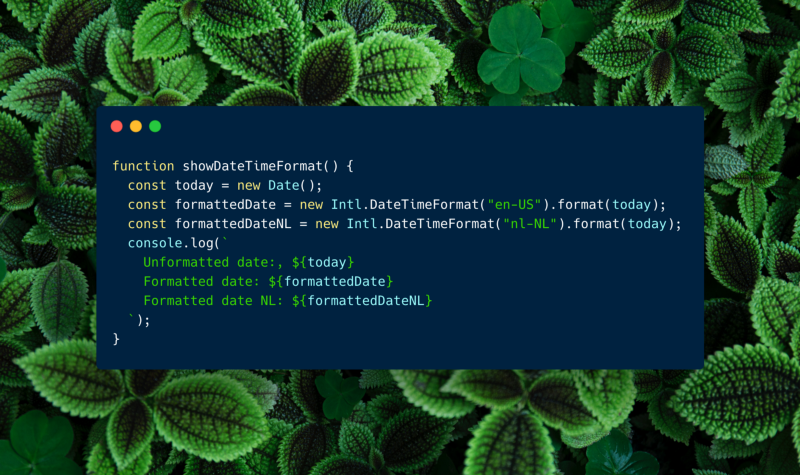 function showDateTimeFormat() {
  const today = new Date();
  const formattedDate = new Intl.DateTimeFormat("en-US").format(today);
  const formattedDateNL = new Intl.DateTimeFormat("nl-NL").format(today);
  console.log(`
    Unformatted date:, ${today}
    Formatted date: ${formattedDate}
    Formatted date NL: ${formattedDateNL}
  `);
}